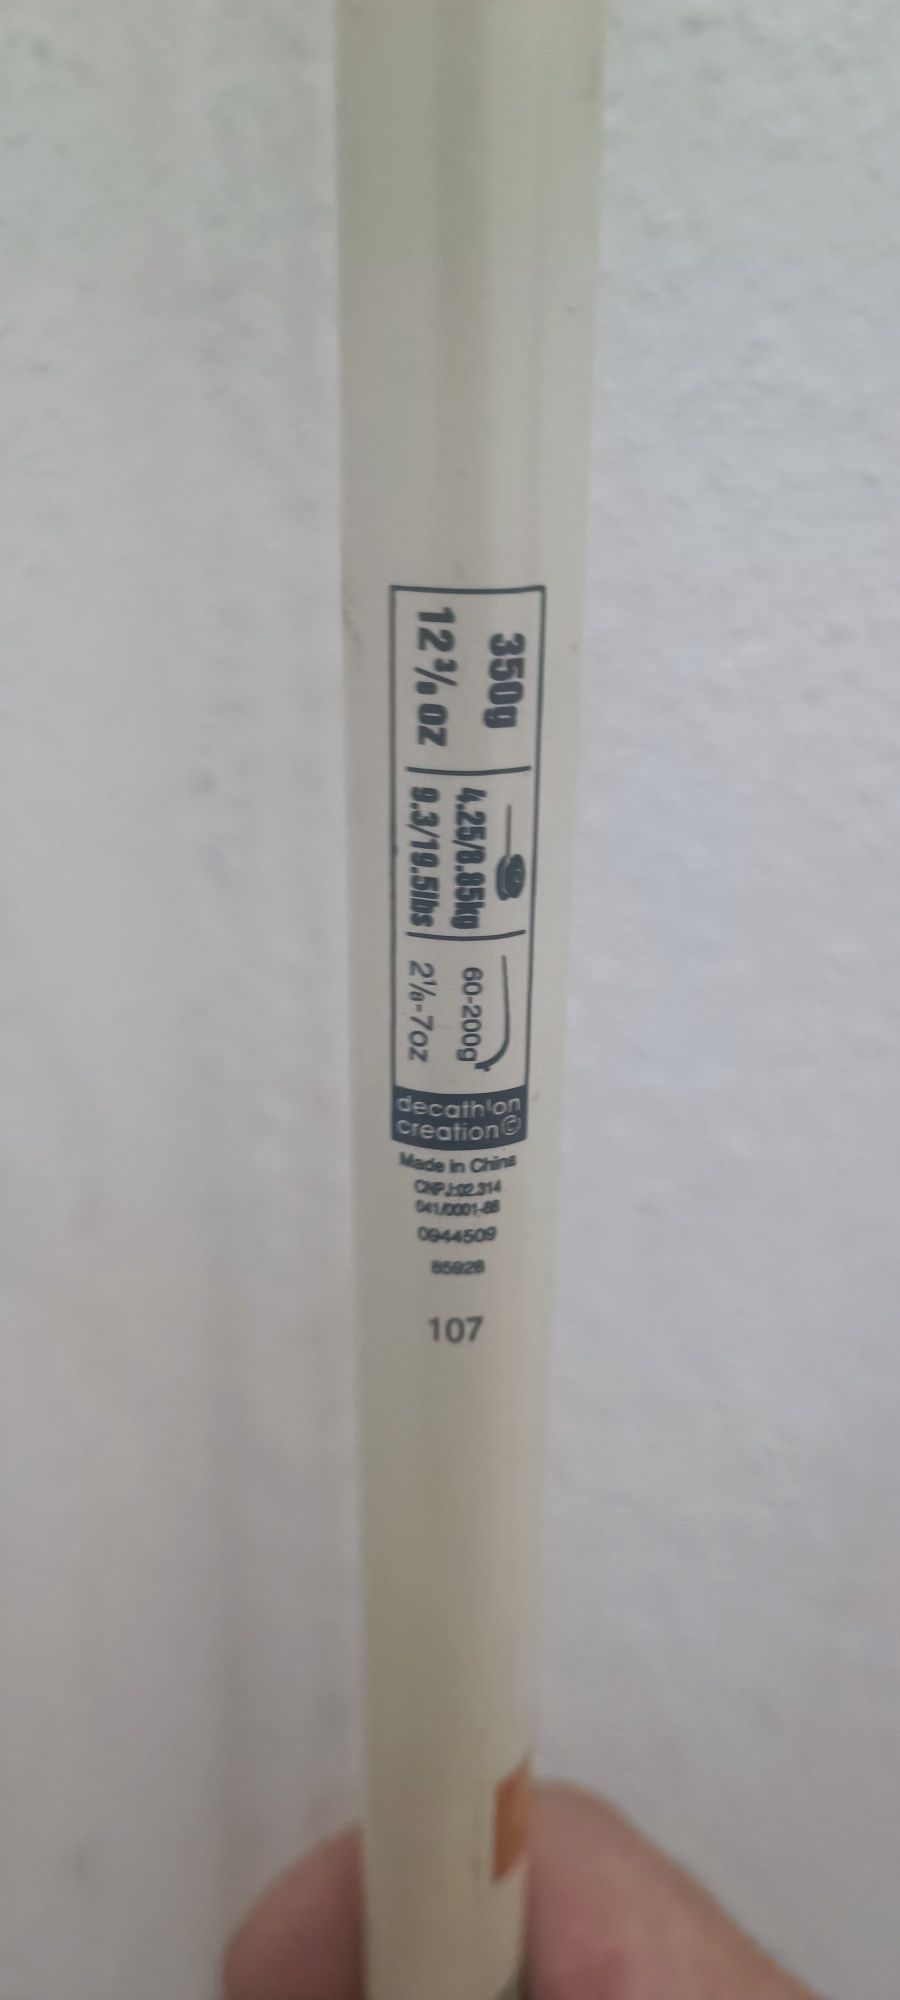 350g
12 3/8 oz
4.25/8.85kg
9.3/19.5lbs
60-200g
2 1/8-7oz
decathlon
creation©
Made in China
CNPJ:02.314
041/0001-88
0944509
85928
107